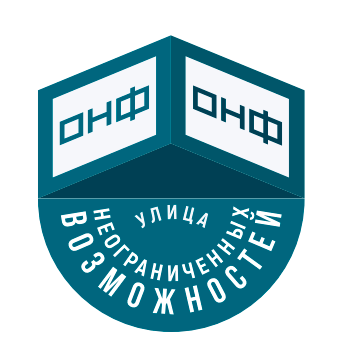 ОНФ ОНФ
УЛИЦА
НЕОГРАНИЧЕННЫХ
ВОЗМОЖНОСТЕЙ